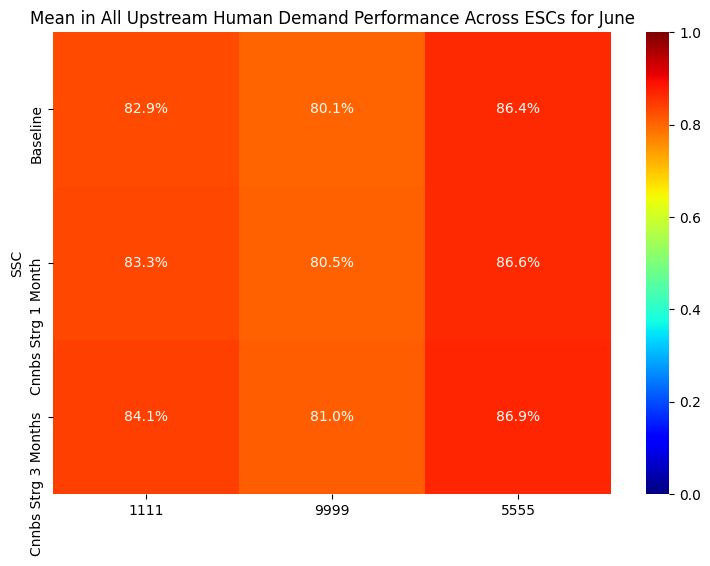 Mean in All Upstream Human Demand Performance Across ESCs for June
SSC
Baseline
Cnnbs Strg 1 Month
Cnnbs Strg 3 Months
82.9% 80.1% 86.4%
83.3% 80.5% 86.6%
84.1% 81.0% 86.9%
1111 9999 5555
1.0
0.8
0.6
0.4
0.2
0.0